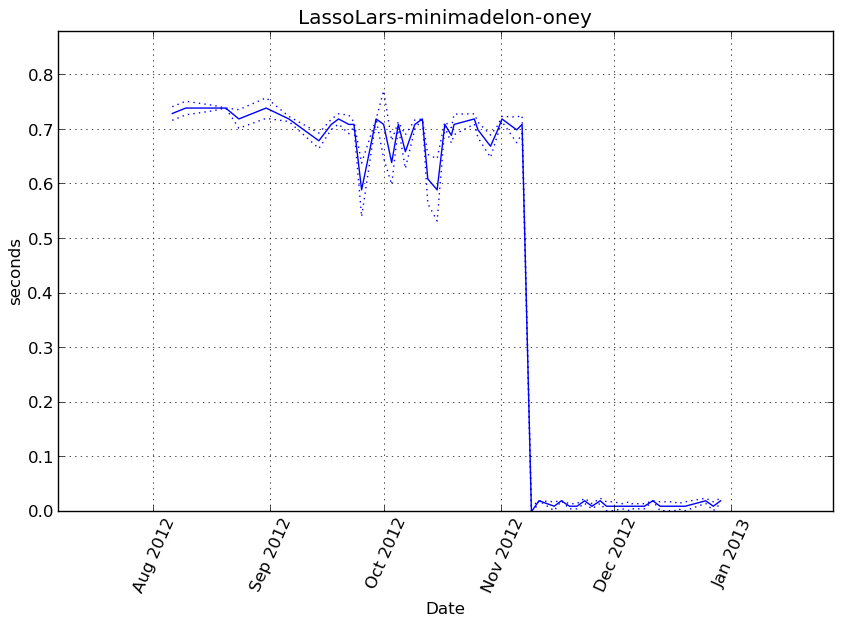 LassoLars-minimadelon-oney
0.8
0.7
0.6
0.5
0.4
0.3
0.2
0.1
0.0
seconds
Aug 2012
Sep 2012
Oct 2012
Nov 2012
Dec 2012
Jan 2013
Date